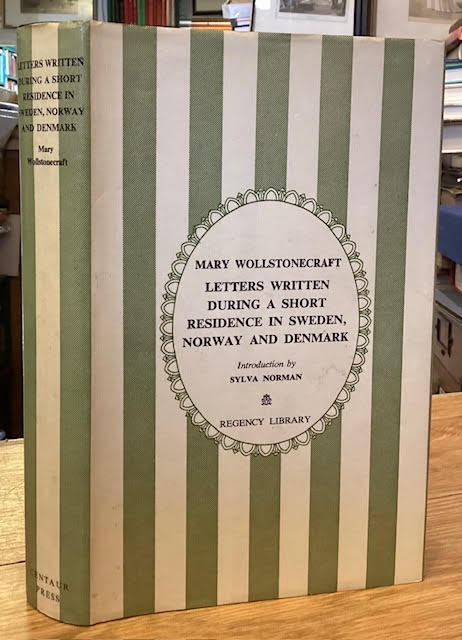 LETTERS WRITTEN
DURING A SHORT
RESIDENCE IN
SWEDEN, NORWAY
AND DENMARK
Mary
Wollstonecraft
CENTAUR
PRESS
MARY WOLLSTONECRAFT
LETTERS WRITTEN
DURING A SHORT
RESIDENCE IN SWEDEN,
NORWAY AND DENMARK
Introduction by
SYLVA NORMAN
REGENCY LIBRARY